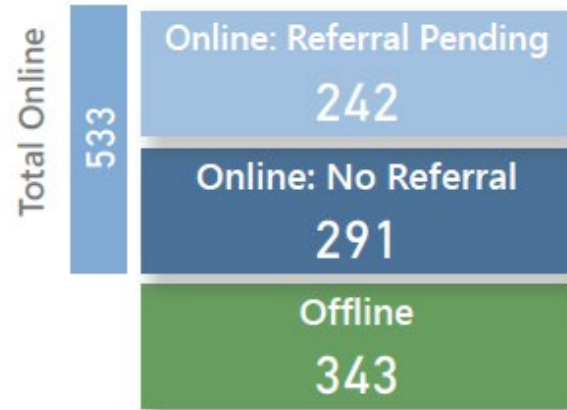 Total Online
533
Online: Referral Pending
242
Online: No Referral
291
Offline
343